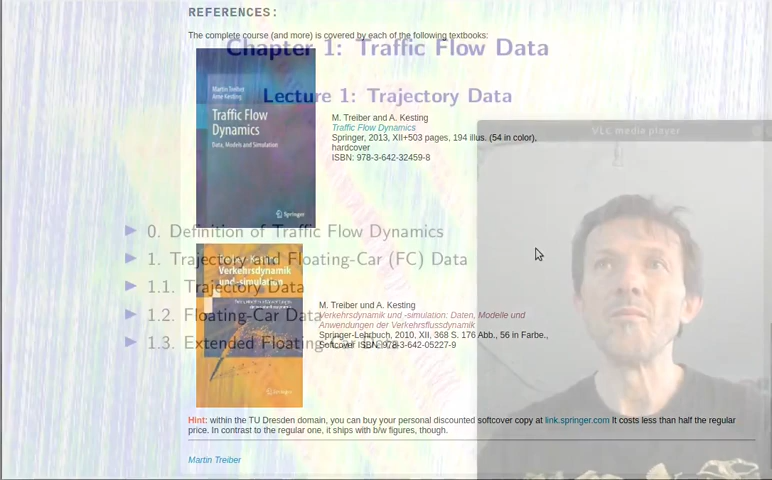 REFERENCES:
The complete course (and more) is covered by each of the following textbooks:
Chapter 1: Traffic Flow Data
Lecture 1: Trajectory Data
Martin Treiber
Arne Kesting
Traffic Flow
Dynamics
Data, Models and Simulation
Springer
M. Treiber and A. Kesting
Traffic Flow Dynamics
Springer, 2013, XII+503 pages, 194 illus. (54 in color),
hardcover
ISBN: 978-3-642-32459-8
VLC media player
0. Definition of Traffic Flow Dynamics
1. Trajectory and Floating-Car (FC) Data
1.1. Trajectory Data
1.2. Floating-Car Data
1.3. Extended Floating-Car Data
Treiber · Kesting
Verkehrsdynamik
und -simulation
Springer
M. Treiber and A. Kesting
Verkehrsdynamik und -simulation: Daten, Modelle und
Anwendungen der Verkehrsflussdynamik
Springer-Lehrbuch, 2010, XII, 368 S. 176 Abb., 56 in Farbe.,
Softcover ISBN: 978-3-642-05227-9
Hint: within the TU Dresden domain, you can buy your personal discounted softcover copy at link.springer.com It costs less than half the regular
price. In contrast to the regular one, it ships with b/w figures, though.
Martin Treiber